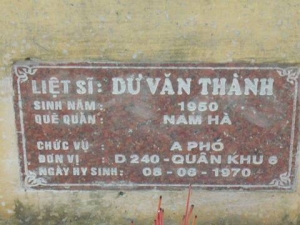 LIỆT SĨ: DƯ VĂN THÀNH
SINH NĂM: 1950
QUÊ QUÁN: NAM HÀ
CHỨC VỤ: A PHÓ
ĐƠN VỊ: D 240-QUÂN KHU 6
NGÀY HY SINH: 08-06-1970